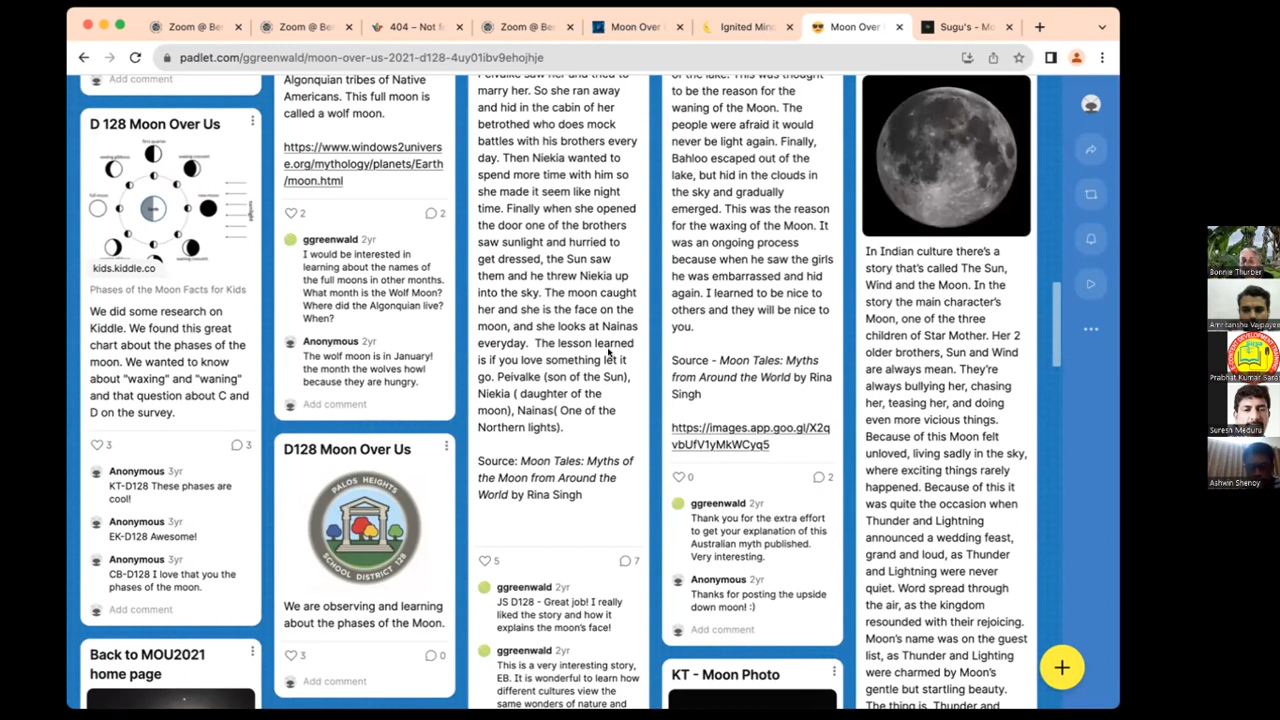 Zoom @ Be
Zoom @ Be
404 – Not f
Zoom @ Be
Moon Over
Ignited Min
Moon Over
Sugu's - Mo
padlet.com/ggreenwald/moon-over-us-2021-d128-4uy01ibv9ehojhje
Add comment
D 128 Moon Over Us
first quarter
full moon
Earth
new moon
sunlight
kids.kiddle.co
Phases of the Moon Facts for Kids
We did some research on
Kiddle. We found this great
chart about the phases of the
moon. We wanted to know
about "waxing" and "waning"
and that question about C and
D on the survey.
3
3
Anonymous 3yr
KT-D128 These phases are
cool!
Anonymous 3yr
EK-D128 Awesome!
Anonymous 3yr
CB-D128 I love that you the
phases of the moon.
Add comment
Back to MOU2021
home page
Algonquian tribes of Native
Americans. This full moon is
called a wolf moon.
https://www.windows2univers
e.org/mythology/planets/Earth
/moon.html
2
2
ggreenwald 2yr
I would be interested in
learning about the names of
the full moons in other months.
What month is the Wolf Moon?
Where did the Algonquian live?
When?
Anonymous 2yr
The wolf moon is in January!
the month the wolves howl
because they are hungry.
Add comment
D128 Moon Over Us
PALOS HEIGHTS
SCHOOL DISTRICT 128
We are observing and learning
about the phases of the Moon.
3
0
Add comment
Peivalke saw her and tried to
marry her. So she ran away
and hid in the cabin of her
betrothed who does mock
battles with his brothers every
day. Then Niekia wanted to
spend more time with him so
she made it seem like night
time. Finally when she opened
the door one of the brothers
saw sunlight and hurried to
get dressed, the Sun saw
them and he threw Niekia up
into the sky. The moon caught
her and she is the face on the
moon, and she looks at Nainas
everyday. The lesson learned
is if you love something let it
go. Peivalke (son of the Sun),
Niekia ( daughter of the
moon), Nainas( One of the
Northern lights).
Source: Moon Tales: Myths of
the Moon from Around the
World by Rina Singh
5
7
ggreenwald 2yr
JS D128 - Great job! I really
liked the story and how it
explains the moon's face!
ggreenwald 2yr
This is a very interesting story,
EB. It is wonderful to learn how
different cultures view the
same wonders of nature and
of the lake. This was thought
to be the reason for the
waning of the Moon. The
people were afraid it would
never be light again. Finally,
Bahloo escaped out of the
lake, but hid in the clouds in
the sky and gradually
emerged. This was the reason
for the waxing of the Moon. It
was an ongoing process
because when he saw the girls
he was embarrassed and hid
again. I learned to be nice to
others and they will be nice to
you.
Source - Moon Tales: Myths
from Around the World by Rina
Singh
https://images.app.goo.gl/X2q
vbUfV1yMkWCyq5
0
2
ggreenwald 2yr
Thank you for the extra effort
to get your explanation of this
Australian myth published.
Very interesting.
Anonymous 2yr
Thanks for posting the upside
down moon! :)
Add comment
KT - Moon Photo
In Indian culture there's a
story that's called The Sun,
Wind and the Moon. In the
story the main character's
Moon, one of the three
children of Star Mother. Her 2
older brothers, Sun and Wind
are always mean. They're
always bullying her, chasing
her, teasing her, and doing
even more vicious things.
Because of this Moon felt
unloved, living sadly in the sky,
where exciting things rarely
happened. Because of this it
was quite the occasion when
Thunder and Lightning
announced a wedding feast,
grand and loud, as Thunder
and Lightning were never
quiet. Word spread through
the air, as the kingdom
resounded with their rejoicing.
Moon's name was on the guest
list, as Thunder and Lighting
were charmed by Moon's
gentle but startling beauty.
The thing is, Thunder and
Bonnie Thurber
Amritanshu Vajpayee
Prabhat Kumar Sara
Suresh Meduru
Ashwin Shenoy